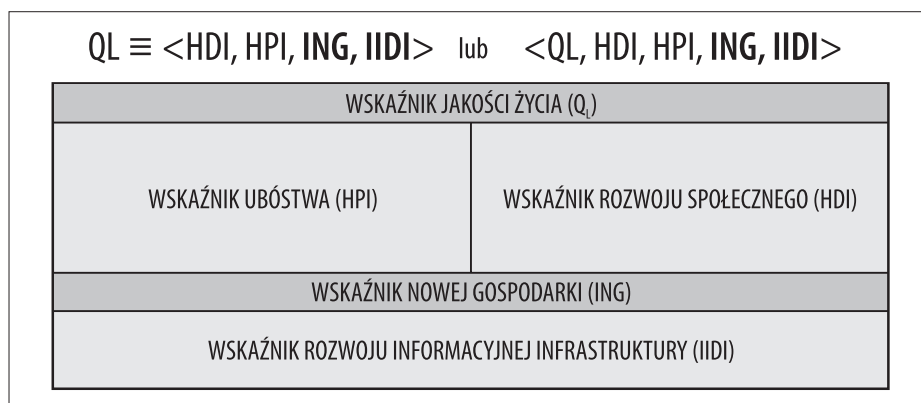 QL ≡ <HDI, HPI, ING, IIDI> lub <QL, HDI, HPI, ING, IIDI>
WSKAŹNIK JAKOŚCI ŻYCIA (QL)
WSKAŹNIK UBÓSTWA (HPI)
WSKAŹNIK ROZWOJU SPOŁECZNEGO (HDI)
WSKAŹNIK NOWEJ GOSPODARKI (ING)
WSKAŹNIK ROZWOJU INFORMACYJNEJ INFRASTRUKTURY (IIDI)